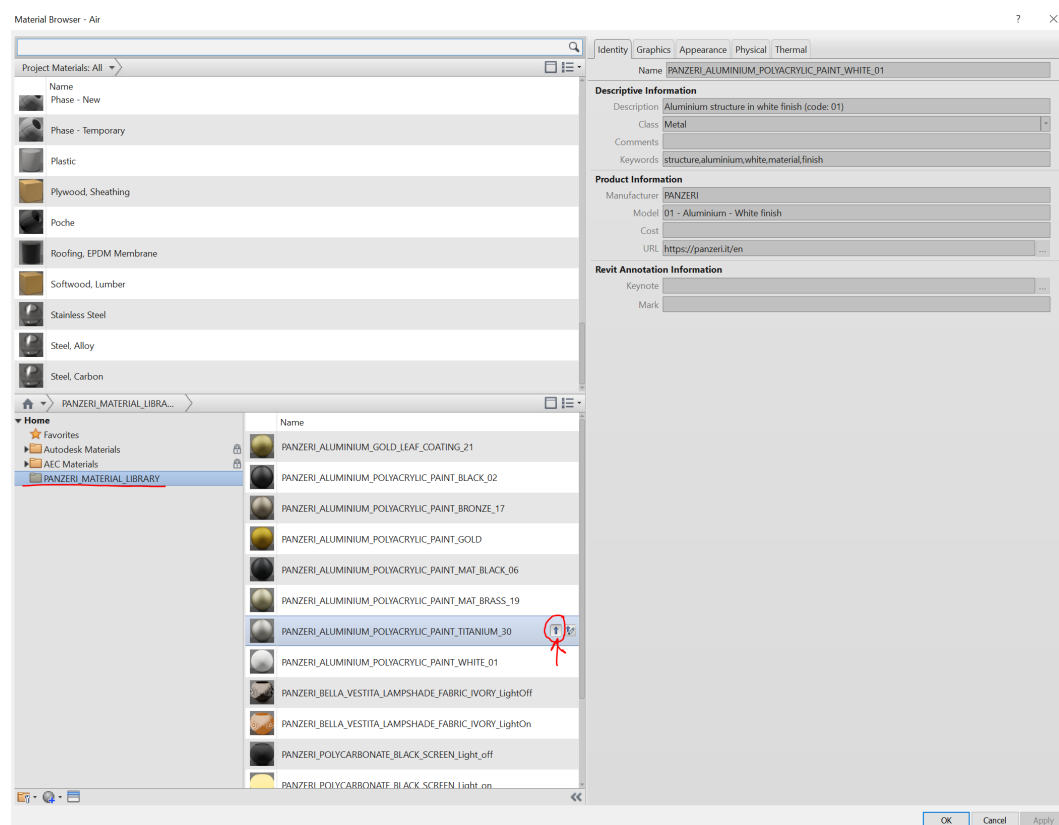 Material Browser - Air
?
Project Materials: All
Name
Phase - New
Phase - Temporary
Plastic
Plywood, Sheathing
Poche
Roofing, EPDM Membrane
Softwood, Lumber
Stainless Steel
Steel, Alloy
Steel, Carbon
PANZERI_MATERIAL_LIBRA...
Home
Favorites
Autodesk Materials
AEC Materials
PANZERI_MATERIAL_LIBRARY
Name
PANZERI_ALUMINIUM_GOLD_LEAF_COATING_21
PANZERI_ALUMINIUM_POLYACRYLIC_PAINT_BLACK_02
PANZERI_ALUMINIUM_POLYACRYLIC_PAINT_BRONZE_17
PANZERI_ALUMINIUM_POLYACRYLIC_PAINT_GOLD
PANZERI_ALUMINIUM_POLYACRYLIC_PAINT_MAT_BLACK_06
PANZERI_ALUMINIUM_POLYACRYLIC_PAINT_MAT_BRASS_19
PANZERI_ALUMINIUM_POLYACRYLIC_PAINT_TITANIUM_30
PANZERI_ALUMINIUM_POLYACRYLIC_PAINT_WHITE_01
PANZERI_BELLA_VESTITA_LAMPSHADE_FABRIC_IVORY_LightOff
PANZERI_BELLA_VESTITA_LAMPSHADE_FABRIC_IVORY_LightOn
PANZERI_POLYCARBONATE_BLACK_SCREEN_Light_off
PANZERI_POLYCARBONATE_BLACK_SCREEN_Light_on
Identity Graphics Appearance Physical Thermal
Name PANZERI_ALUMINIUM_POLYACRYLIC_PAINT_WHITE_01
Descriptive Information
Description Aluminium structure in white finish (code: 01)
Class Metal
Comments
Keywords structure,aluminium,white,material,finish
Product Information
Manufacturer PANZERI
Model 01 - Aluminium - White finish
Cost
URL https://panzeri.it/en ...
Revit Annotation Information
Keynote ...
Mark
OK Cancel Apply